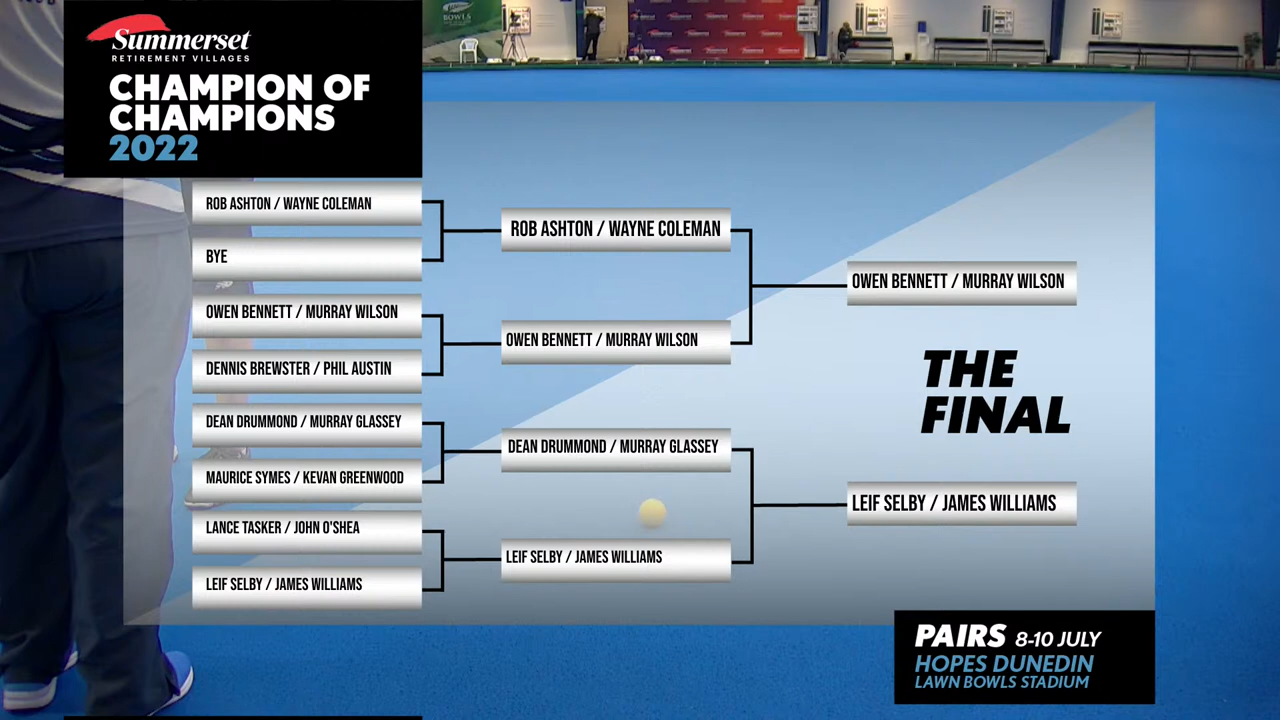 Summerset
RETIREMENT VILLAGES
CHAMPION OF
CHAMPIONS
2022
BOWLS
ROB ASHTON / WAYNE COLEMAN
BYE
OWEN BENNETT / MURRAY WILSON
DENNIS BREWSTER / PHIL AUSTIN
DEAN DRUMMOND / MURRAY GLASSEY
MAURICE SYMES / KEVAN GREENWOOD
LANCE TASKER / JOHN O'SHEA
LEIF SELBY / JAMES WILLIAMS
ROB ASHTON / WAYNE COLEMAN
OWEN BENNETT / MURRAY WILSON
DEAN DRUMMOND / MURRAY GLASSEY
LEIF SELBY / JAMES WILLIAMS
OWEN BENNETT / MURRAY WILSON
THE
FINAL
LEIF SELBY / JAMES WILLIAMS
PAIRS 8-10 JULY
HOPES DUNEDIN
LAWN BOWLS STADIUM